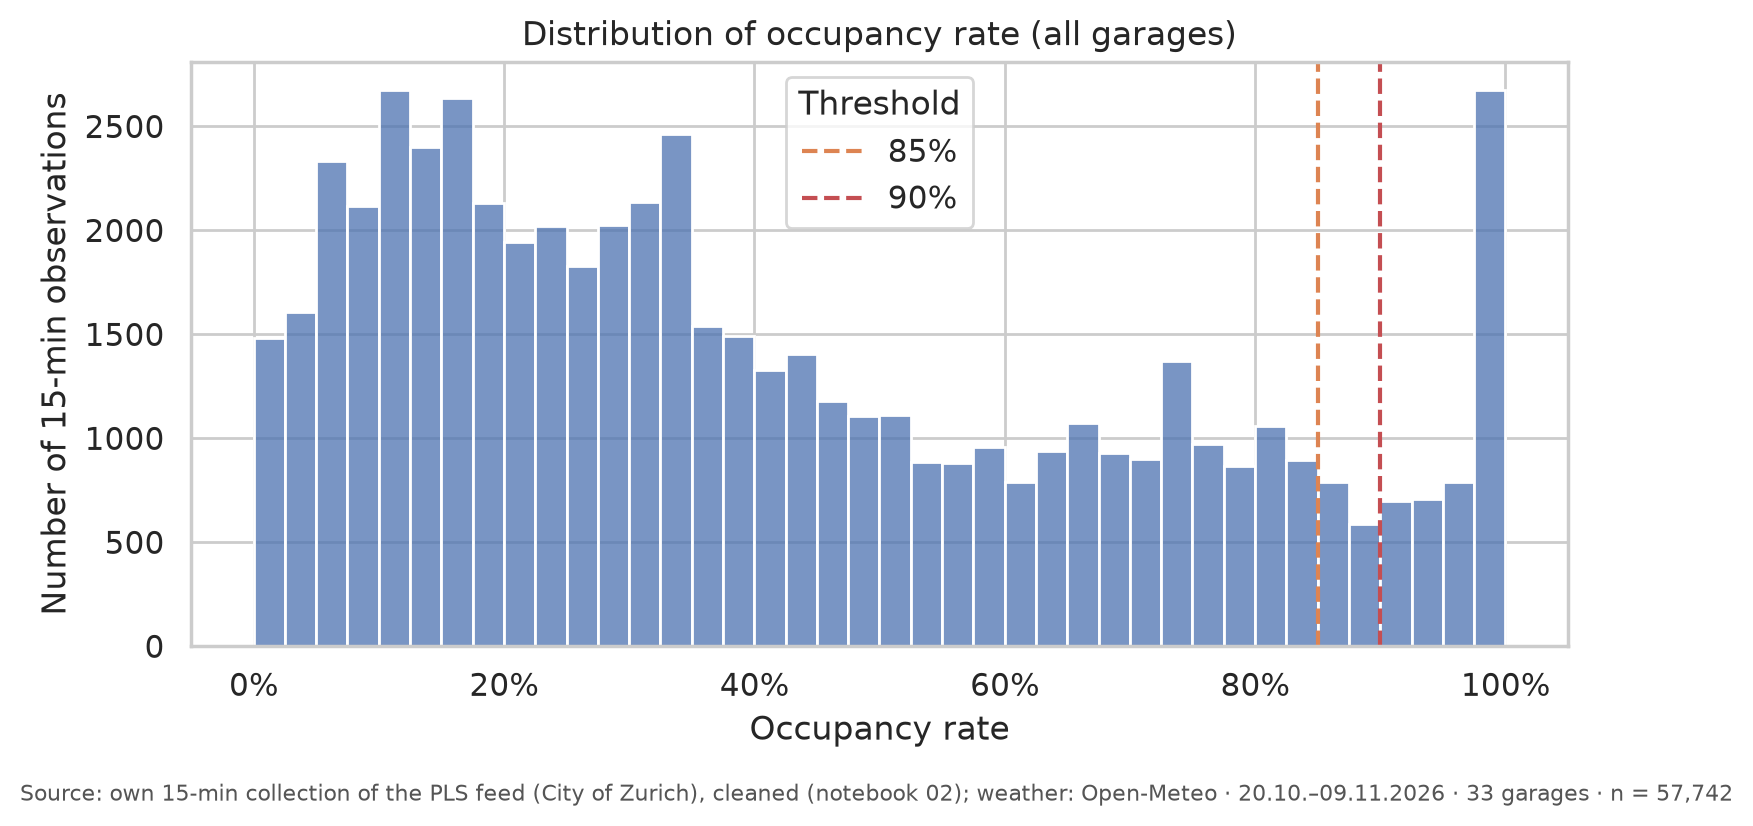 Distribution of occupancy rate (all garages)
Number of 15-min observations
2500
2000
1500
1000
500
0
Threshold
85%
90%
0% 20% 40% 60% 80% 100%
Occupancy rate
Source: own 15-min collection of the PLS feed (City of Zurich), cleaned (notebook 02); weather: Open-Meteo · 20.10.–09.11.2026 · 33 garages · n = 57,742